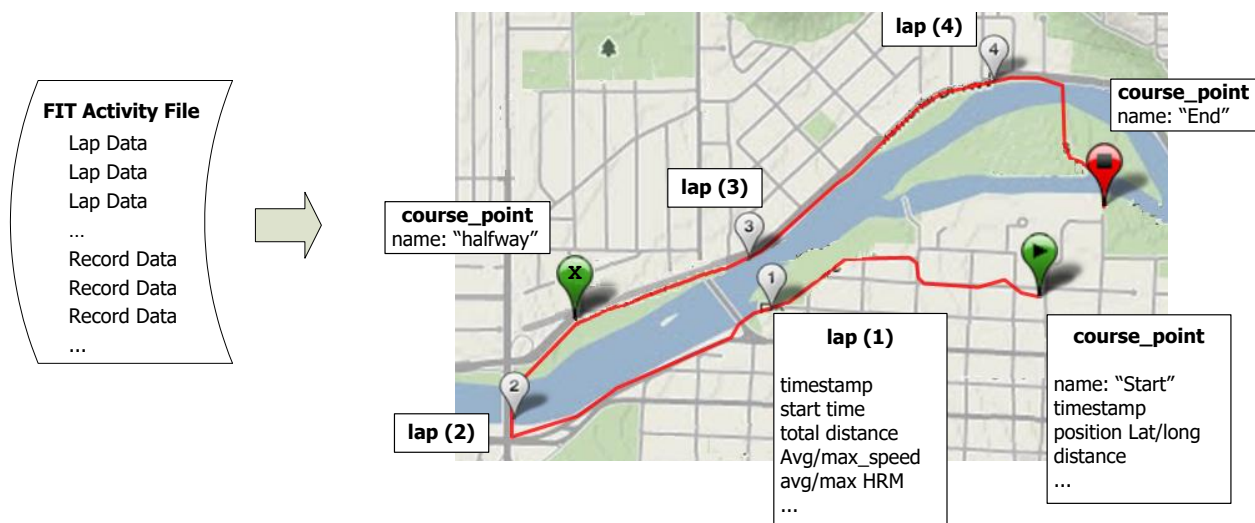 FIT Activity File
Lap Data
Lap Data
Lap Data
...
Record Data
Record Data
Record Data
...
course_point
name: “halfway”
X
lap (2)
2
lap (3)
3
1
lap (4)
4
course_point
name: “End”
lap (1)
timestamp
start time
total distance
Avg/max_speed
avg/max HRM
...
course_point
name: “Start”
timestamp
position Lat/long
distance
...